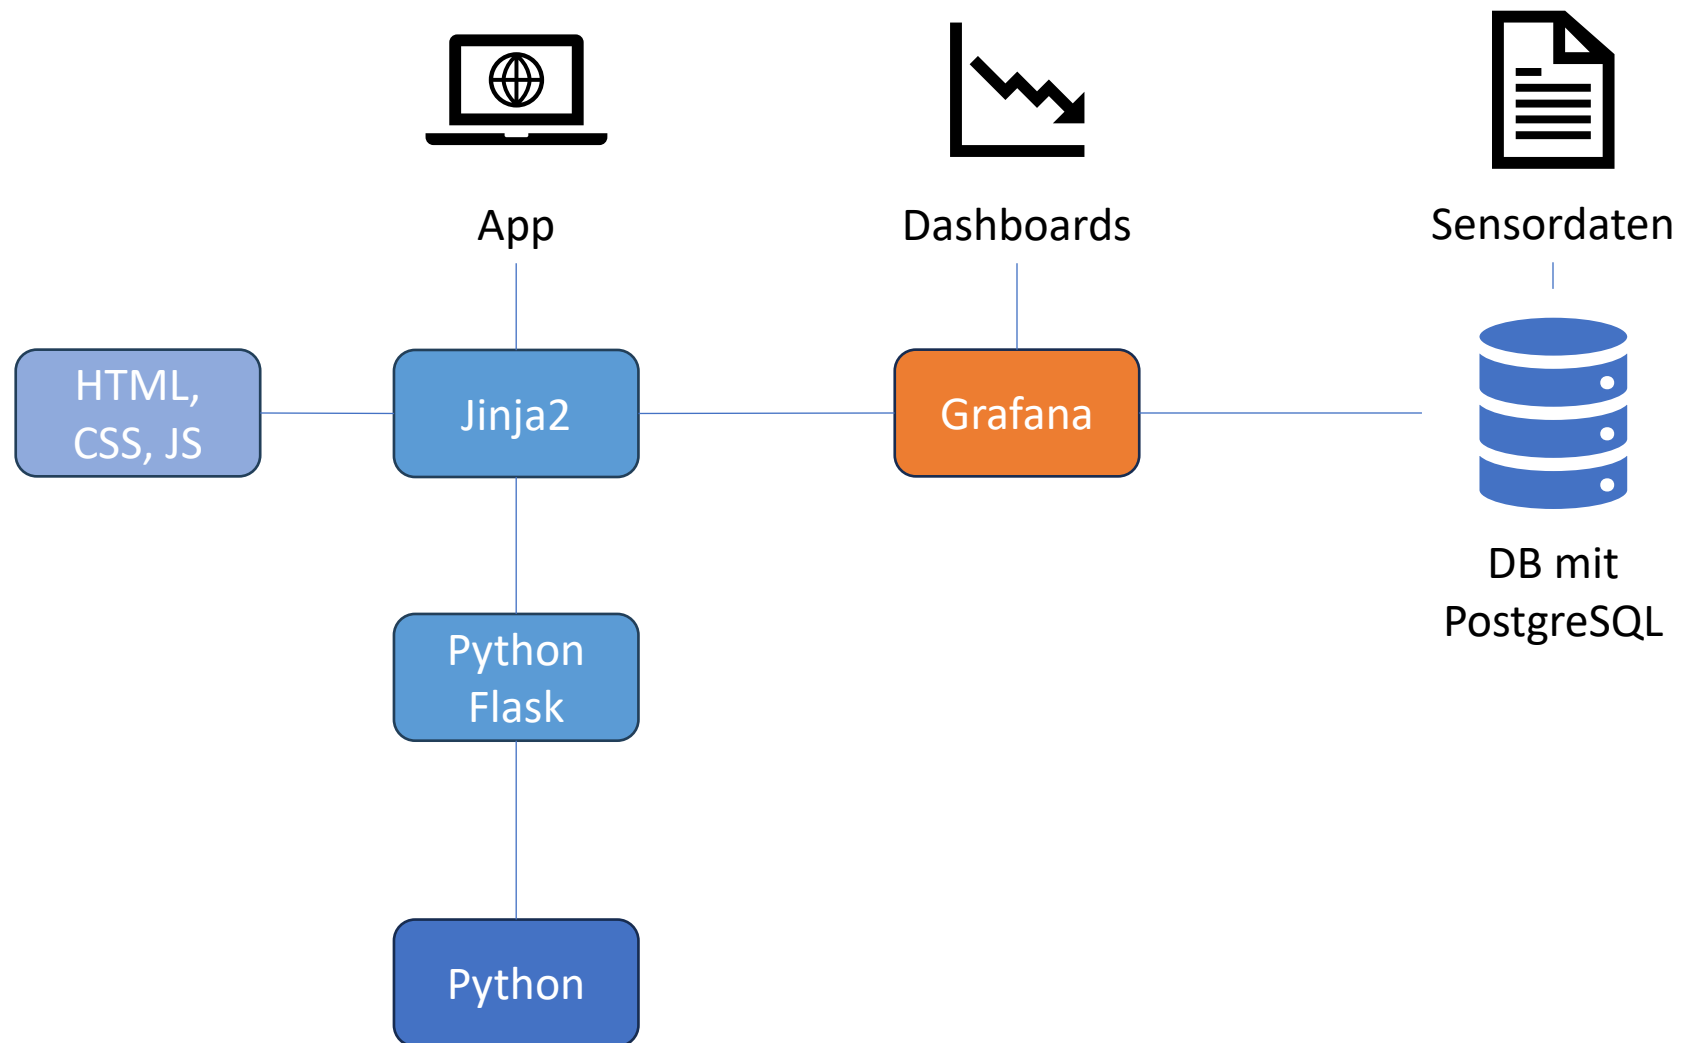 App
Dashboards
Sensordaten
HTML,
CSS, JS
Jinja2
Grafana
DB mit
PostgreSQL
Python
Flask
Python